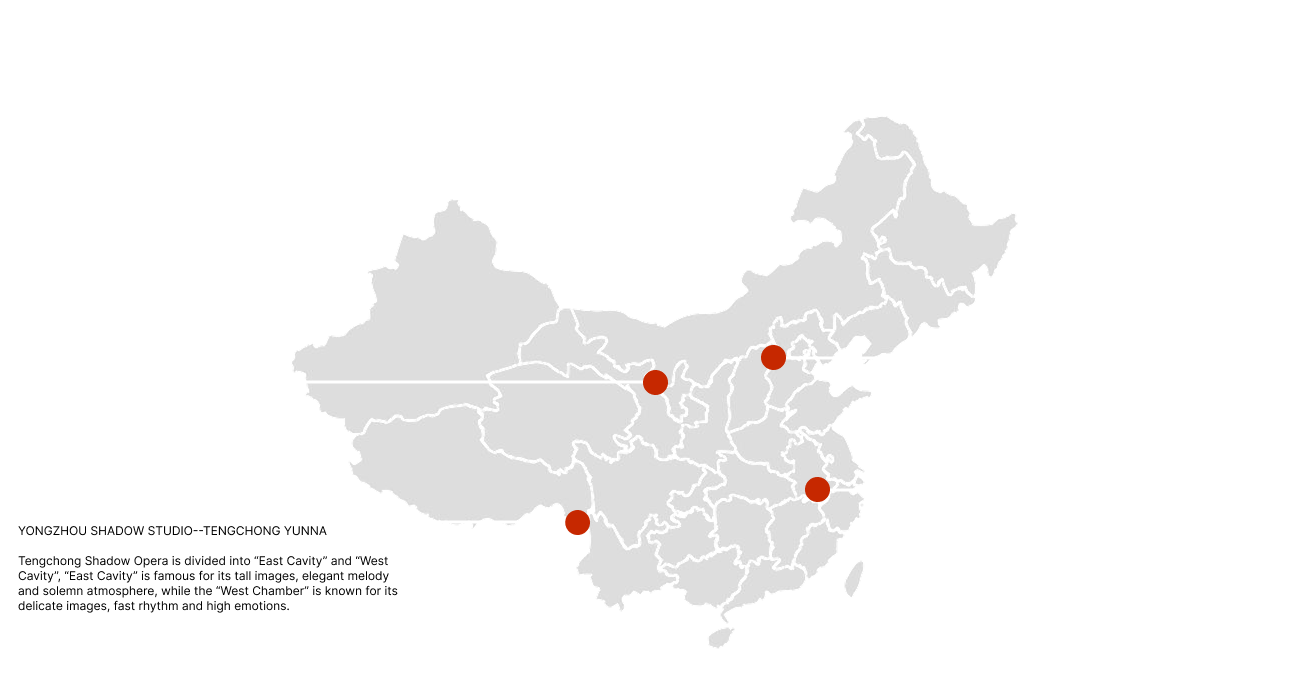 YONGZHOU SHADOW STUDIO--TENGCHONG YUNNA
Tengchong Shadow Opera is divided into “East Cavity” and “West
Cavity”, “East Cavity” is famous for its tall images, elegant melody
and solemn atmosphere, while the “West Chamber” is known for its
delicate images, fast rhythm and high emotions.